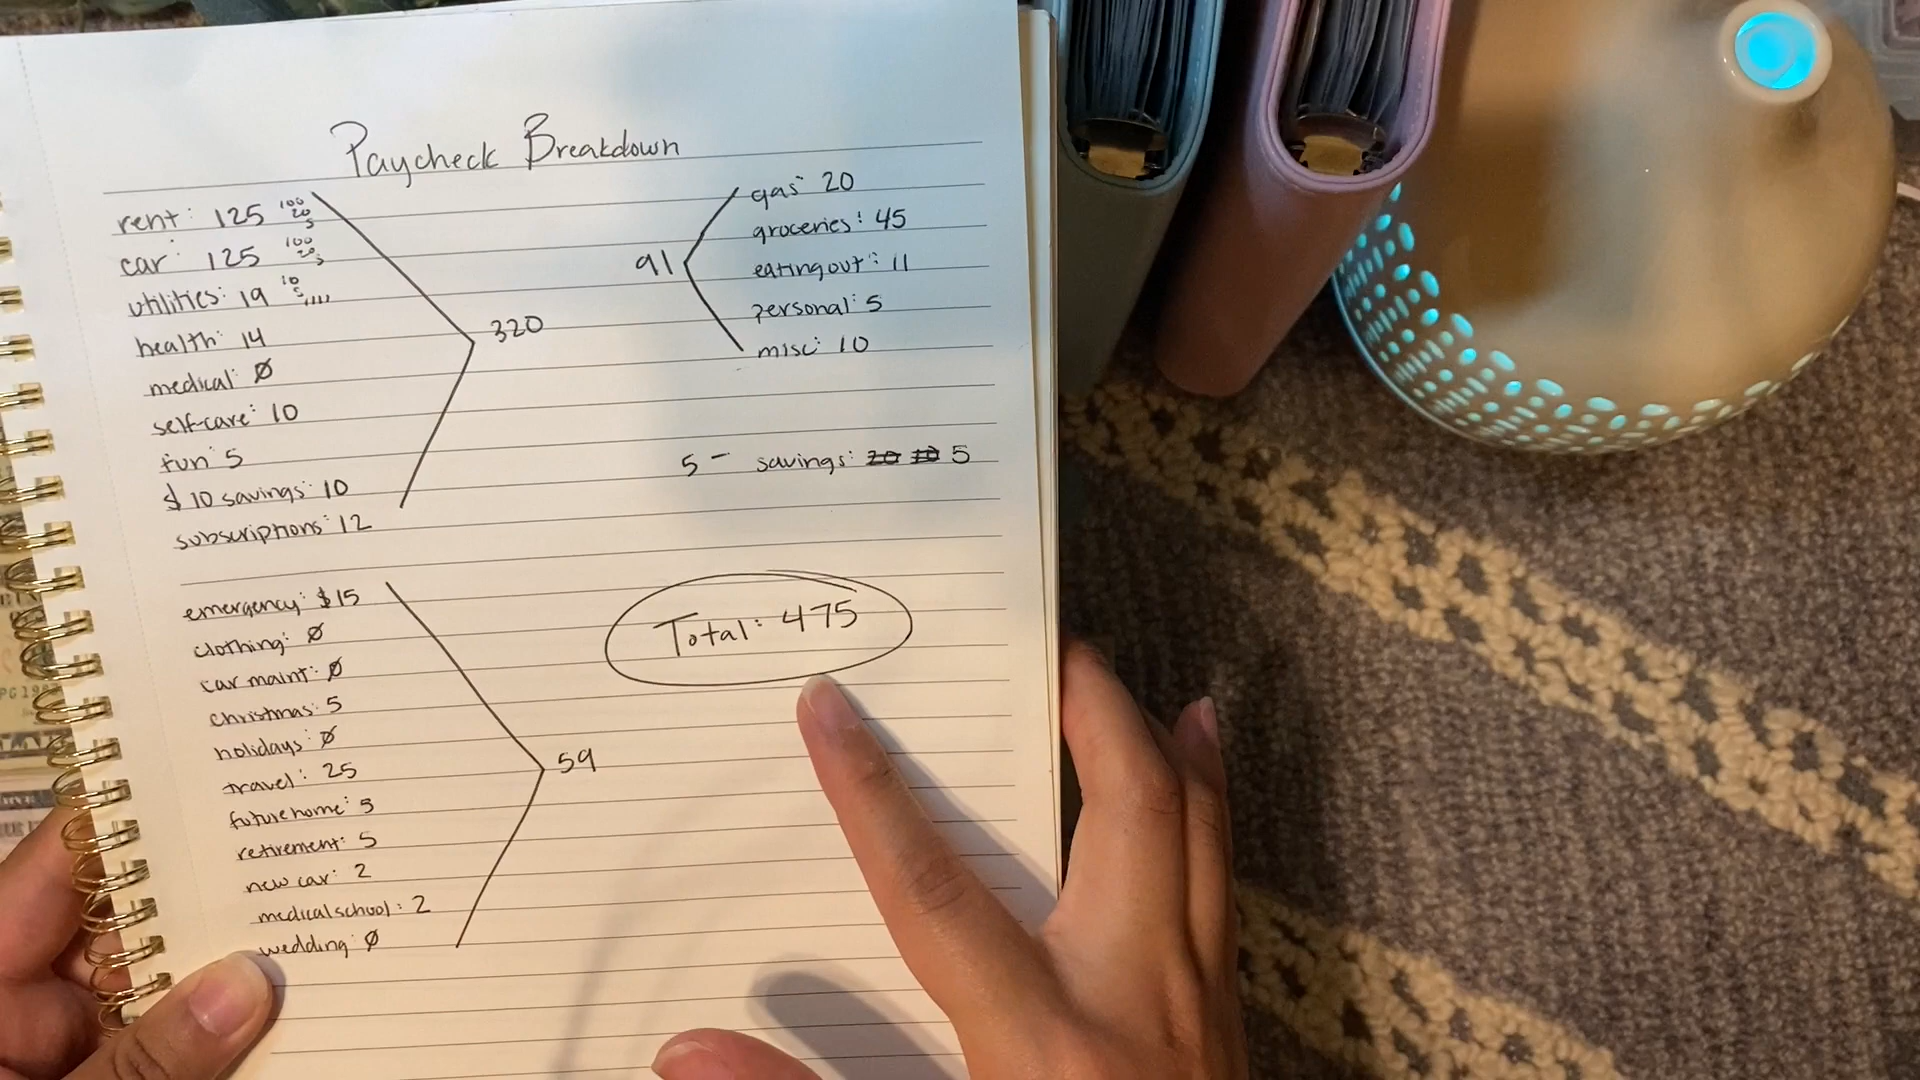 Paycheck Breakdown
rent: 125 100 20 5
car: 125 100 20 5
utilities: 19 10 5 ,,,,
health: 14
medical: Ø
self-care: 10
fun: 5
$10 savings: 10
subscriptions: 12
320
gas: 20
groceries: 45
eating out: 11
personal: 5
misc: 10
91
5 - savings: 20 10 5
emergency: $15
clothing: Ø
car maint: Ø
christmas: 5
holidays: Ø
travel: 25
future home: 5
retirement: 5
new car: 2
medical school: 2
wedding: Ø
59
Total: 475